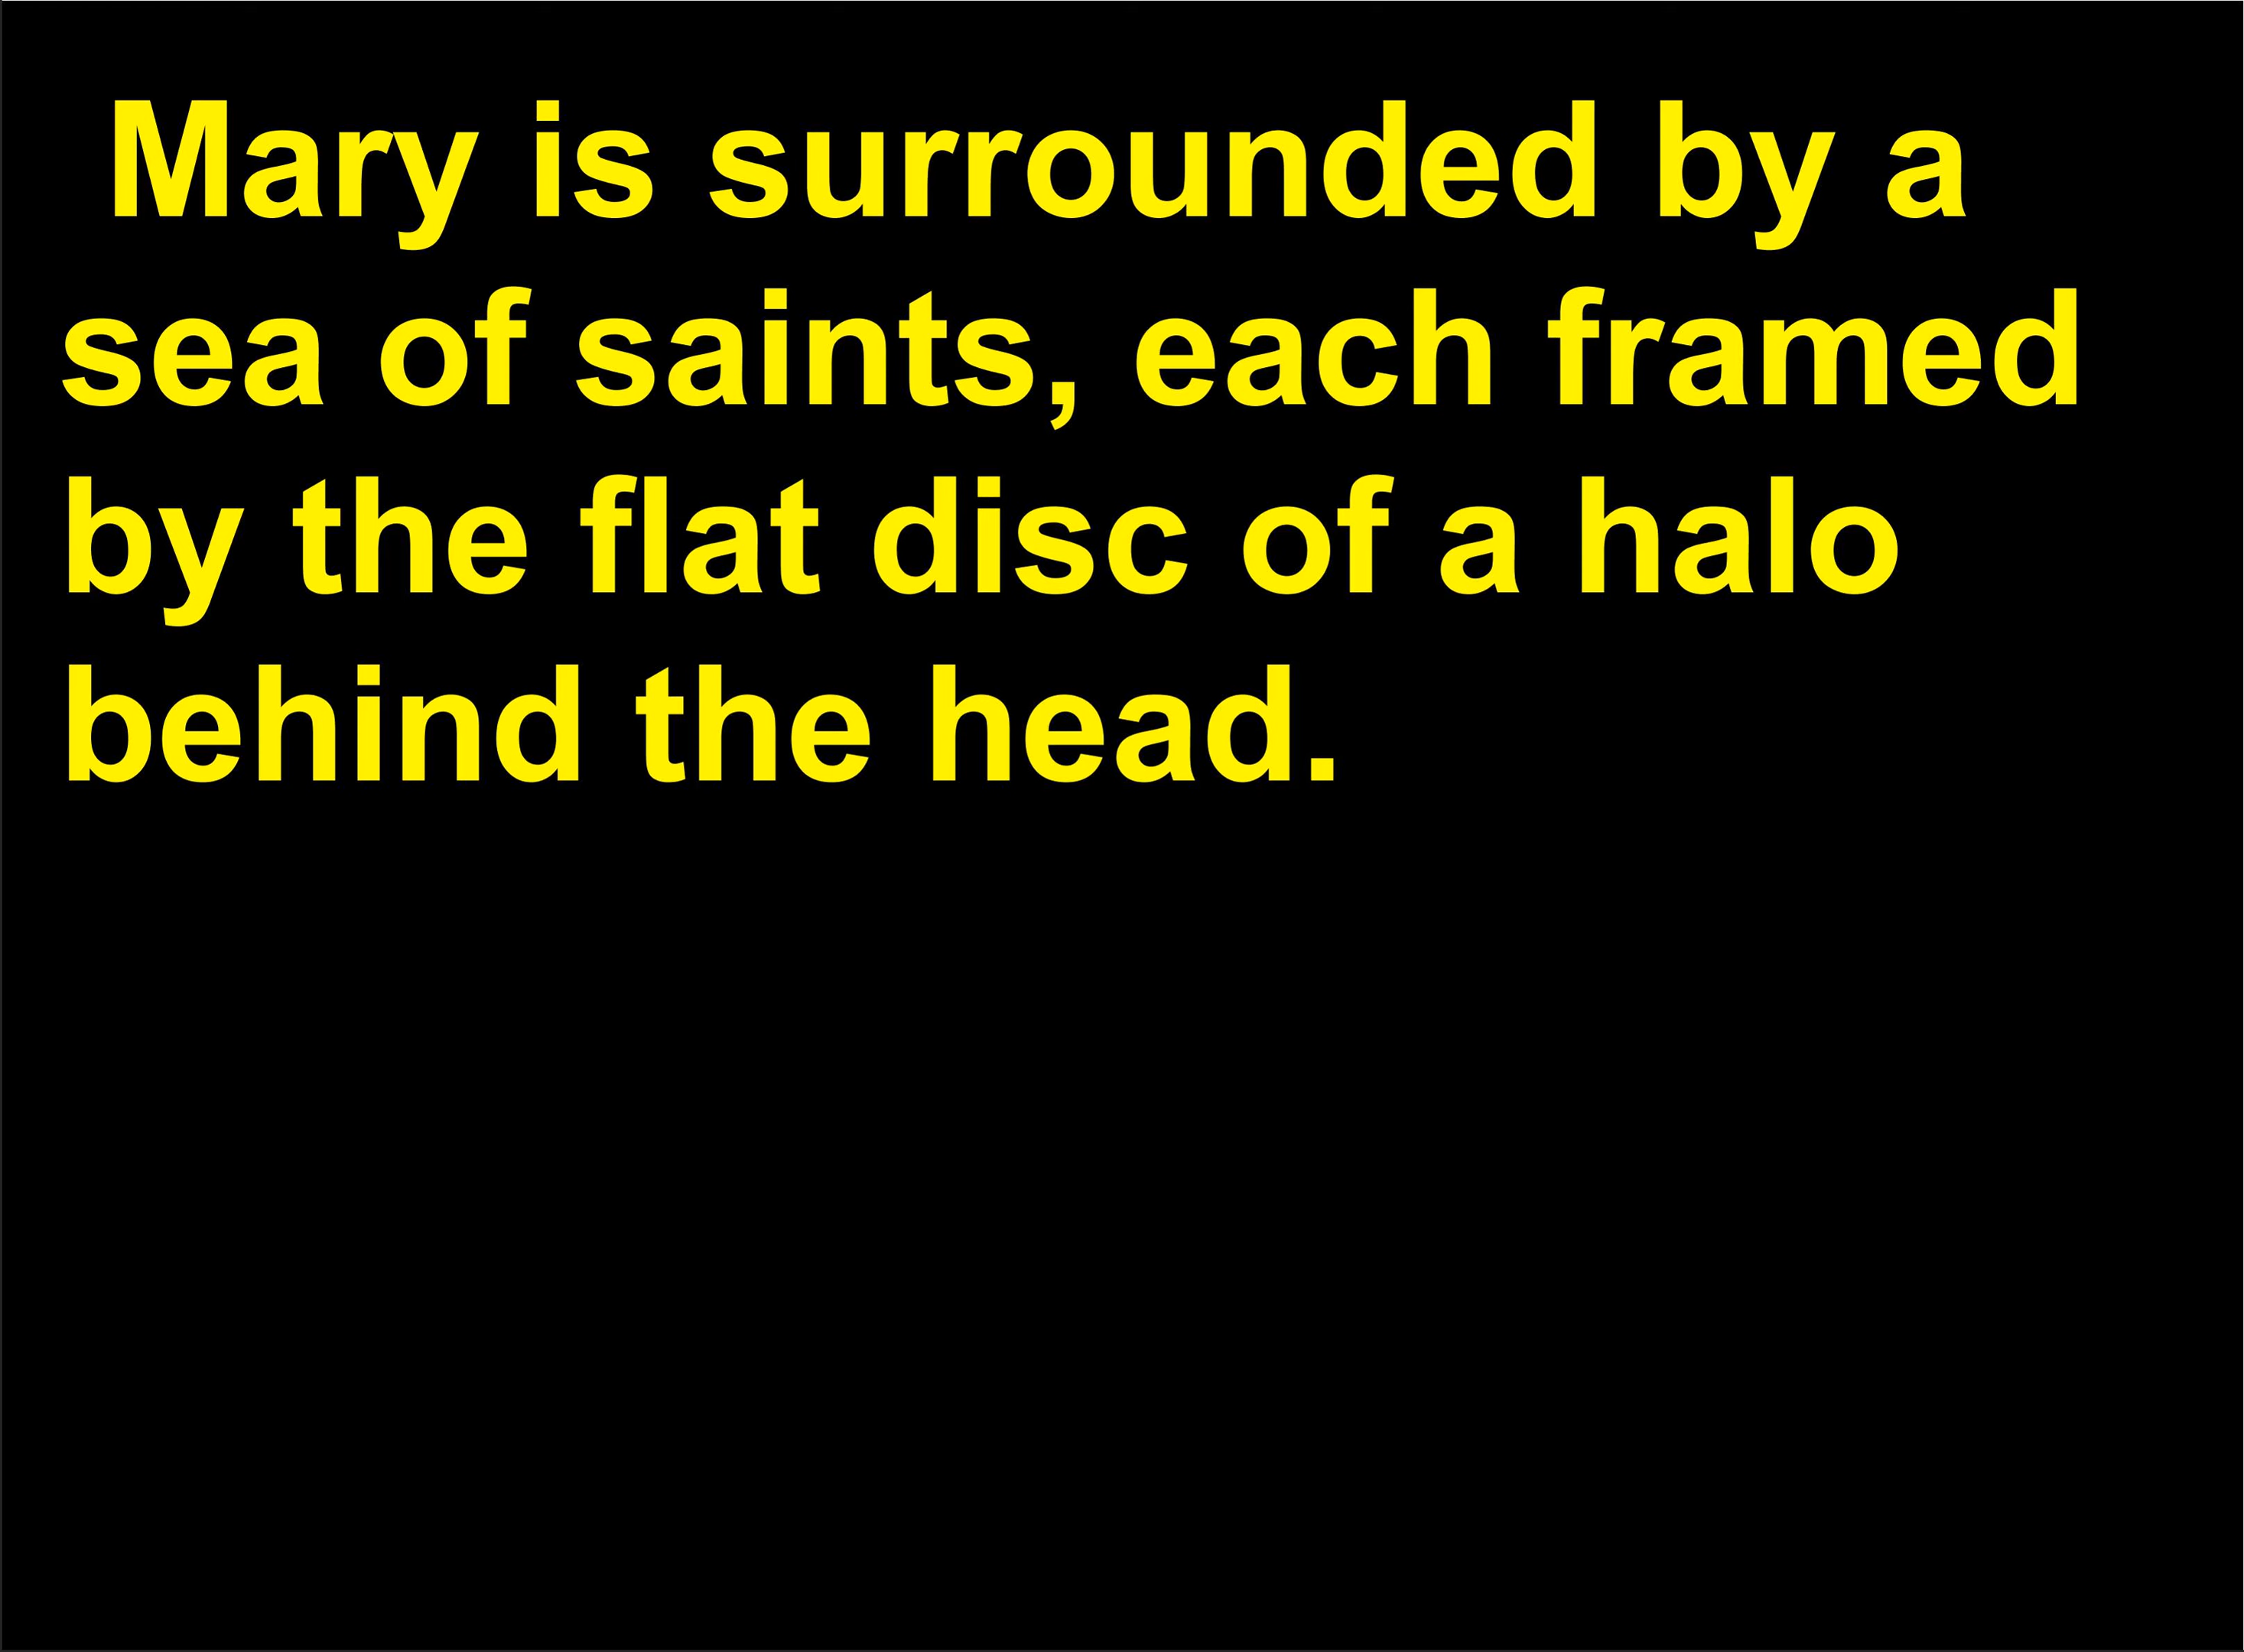 Mary is surrounded by a
sea of saints, each framed
by the flat disc of a halo
behind the head.